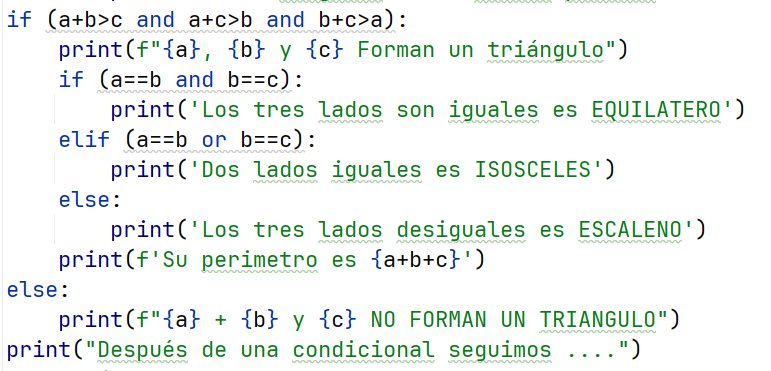 if (a+b>c and a+c>b and b+c>a):
    print(f"{a}, {b} y {c} Forman un triángulo")
    if (a==b and b==c):
        print('Los tres lados son iguales es EQUILATERO')
    elif (a==b or b==c):
        print('Dos lados iguales es ISOSCELES')
    else:
        print('Los tres lados desiguales es ESCALENO')
    print(f'Su perimetro es {a+b+c}')
else:
    print(f"{a} + {b} y {c} NO FORMAN UN TRIANGULO")
print("Después de una condicional seguimos ....")